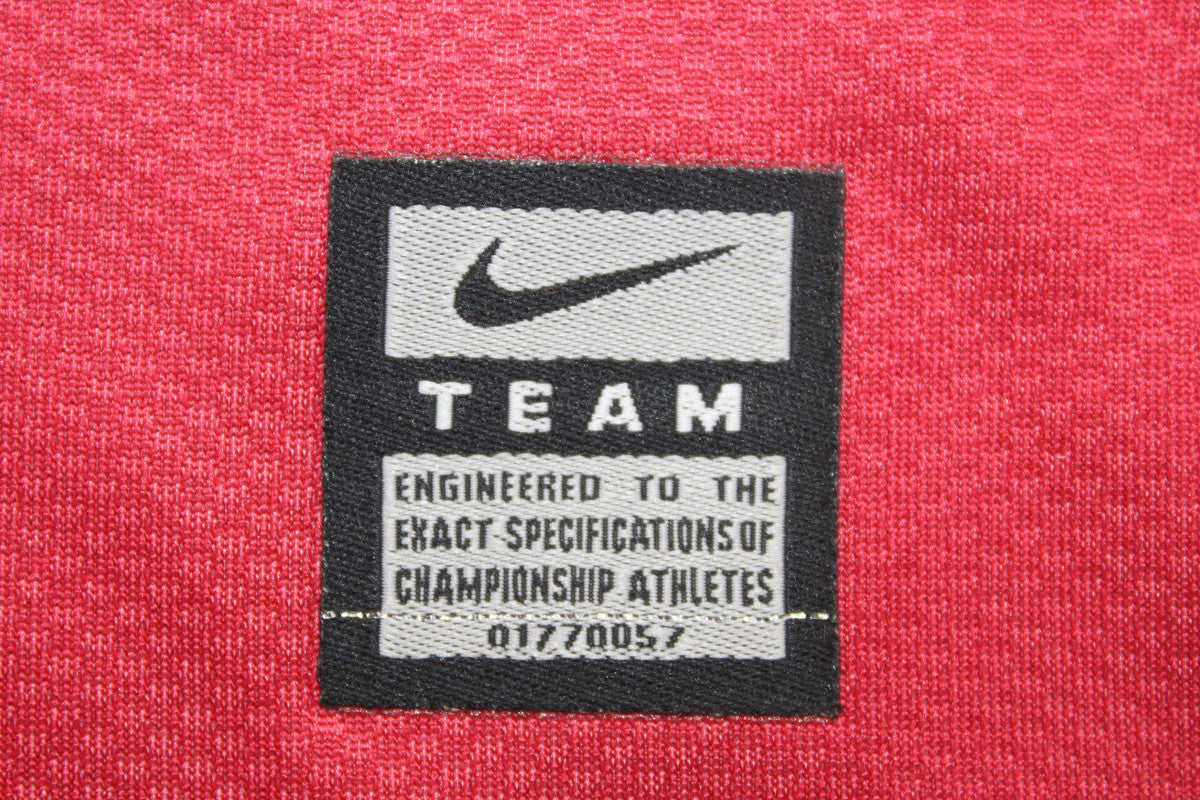 TEAM
ENGINEERED TO THE
EXACT SPECIFICATIONS OF
CHAMPIONSHIP ATHLETES
01770057